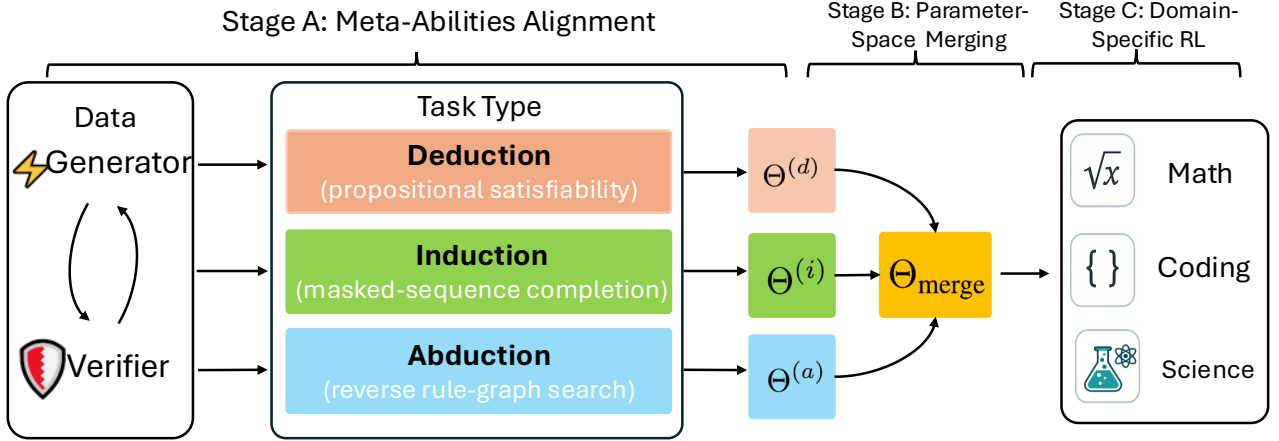 Stage A: Meta-Abilities Alignment
Stage B: Parameter-
Space Merging
Stage C: Domain-
Specific RL
Data
Generator
Verifier
Task Type
Deduction
(propositional satisfiability)
Induction
(masked-sequence completion)
Abduction
(reverse rule-graph search)
Θ^(d)
Θ^(i)
Θ^(a)
Θ_merge
√x
Math
{ }
Coding
Science